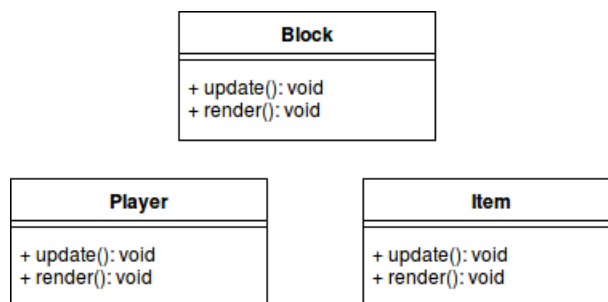 Block
+ update(): void
+ render(): void
Player
+ update(): void
+ render(): void
Item
+ update(): void
+ render(): void